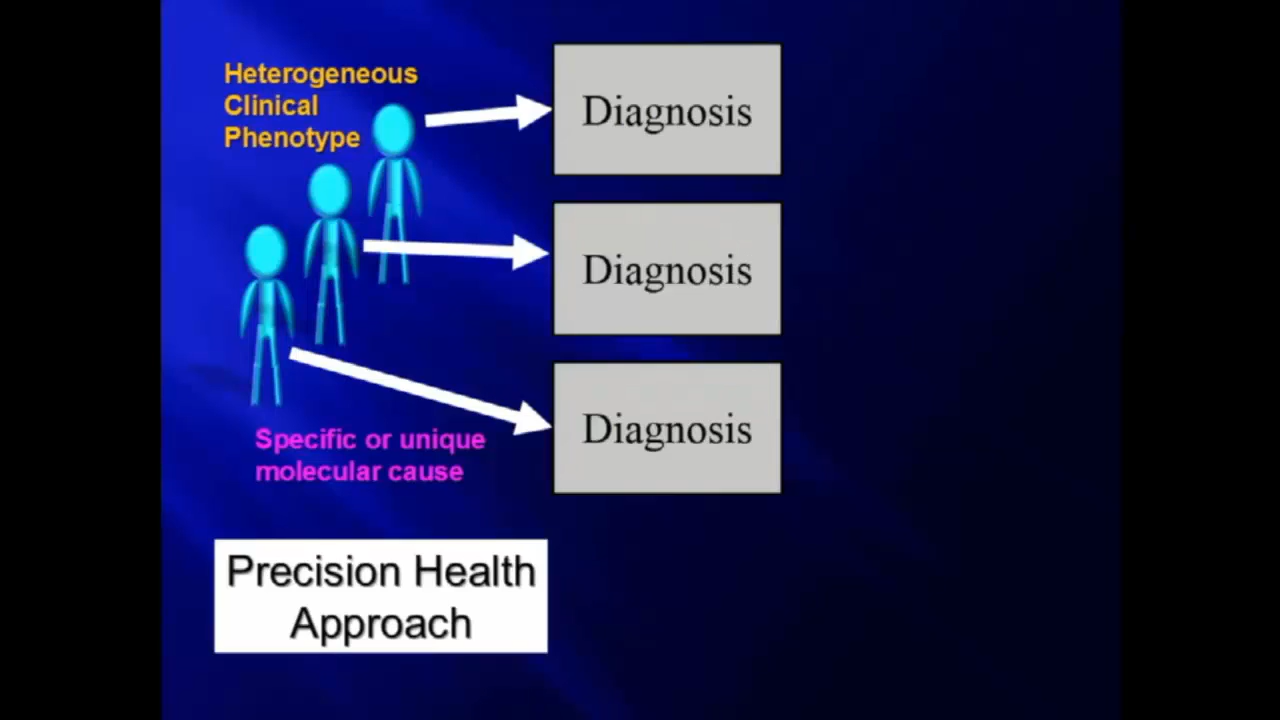 Heterogeneous
Clinical
Phenotype
Diagnosis
Diagnosis
Diagnosis
Specific or unique
molecular cause
Precision Health
Approach